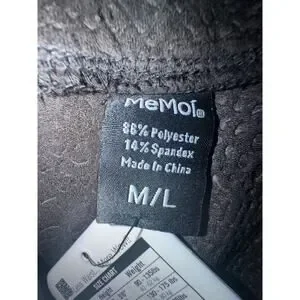 MeMoi
88% Polyester
14% Spandex
Made In China
M/L
SIZE CHART
Weight